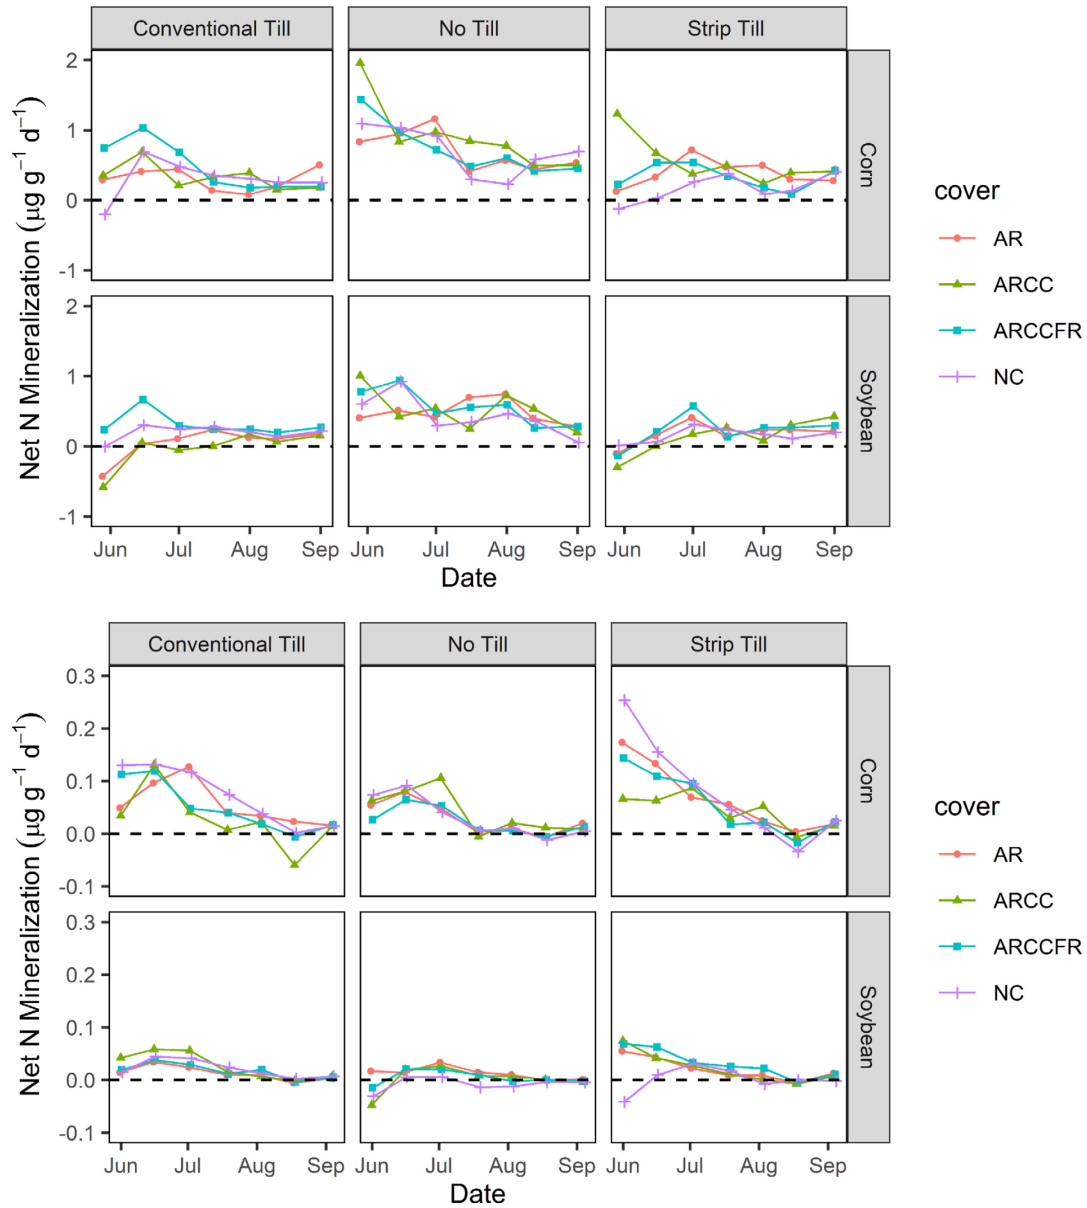 Conventional Till No Till Strip Till
Net N Mineralization (μg g⁻¹ d⁻¹)
2
1
0
-1
Corn
2
1
0
-1
Soybean
Jun Jul Aug Sep Jun Jul Aug Sep Jun Jul Aug Sep
Date
cover
AR
ARCC
ARCCFR
NC
Conventional Till No Till Strip Till
Net N Mineralization (μg g⁻¹ d⁻¹)
0.3
0.2
0.1
0.0
-0.1
Corn
0.3
0.2
0.1
0.0
-0.1
Soybean
Jun Jul Aug Sep Jun Jul Aug Sep Jun Jul Aug Sep
Date
cover
AR
ARCC
ARCCFR
NC